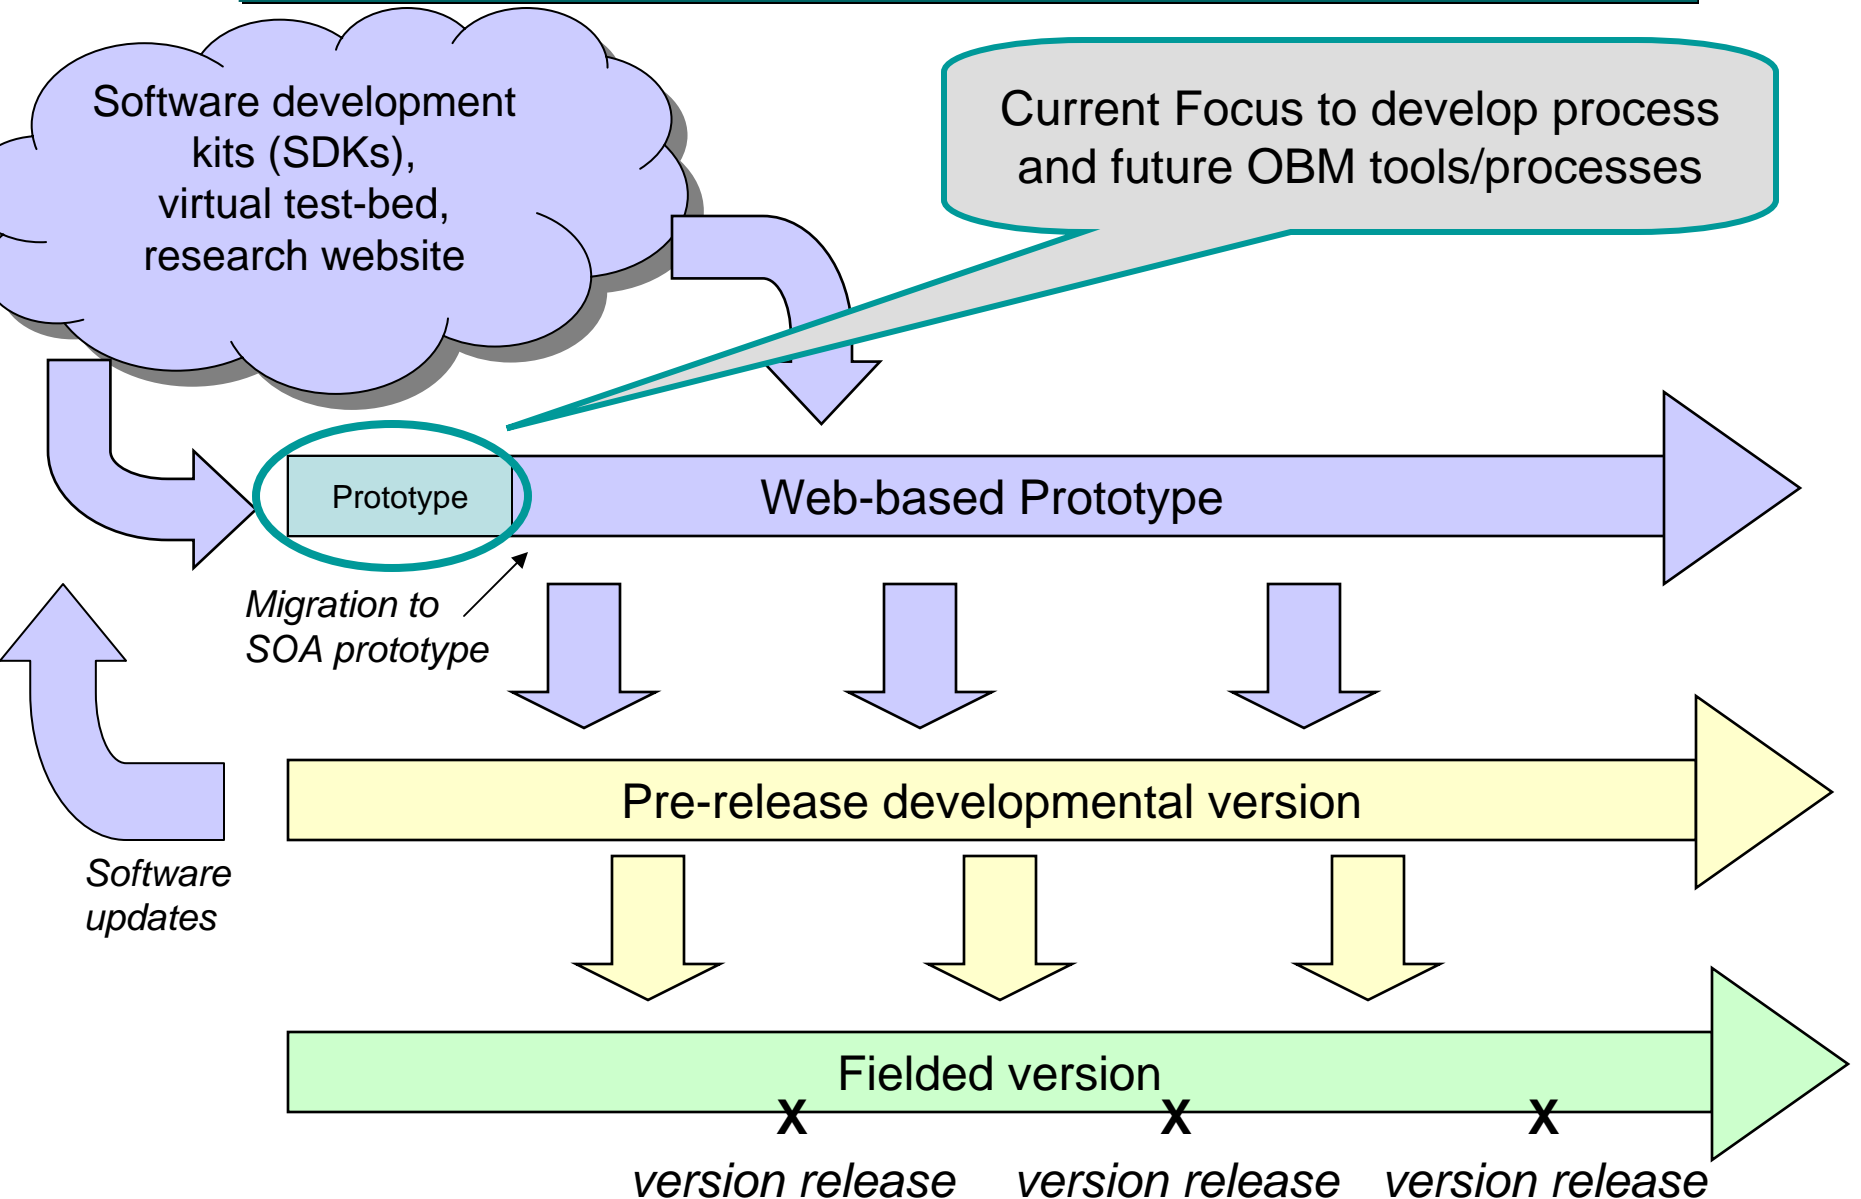 Software development
kits (SDKs),
virtual test-bed,
research website
Current Focus to develop process
and future OBM tools/processes
Prototype
Web-based Prototype
Migration to
SOA prototype
Pre-release developmental version
Software
updates
Fielded version
X X X
version release version release version release